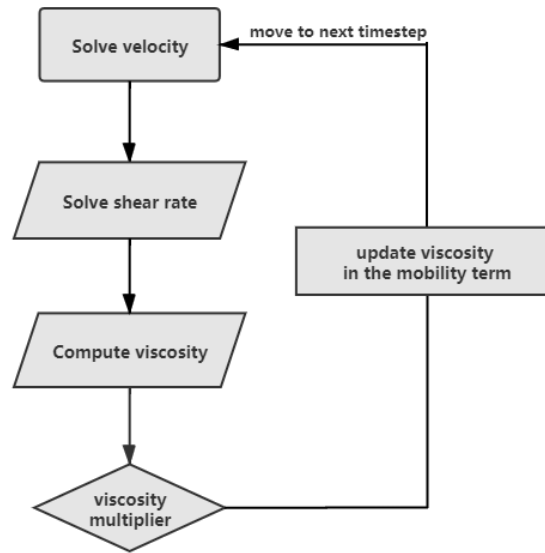 move to next timestep
Solve velocity
Solve shear rate
update viscosity
in the mobility term
Compute viscosity
viscosity
multiplier